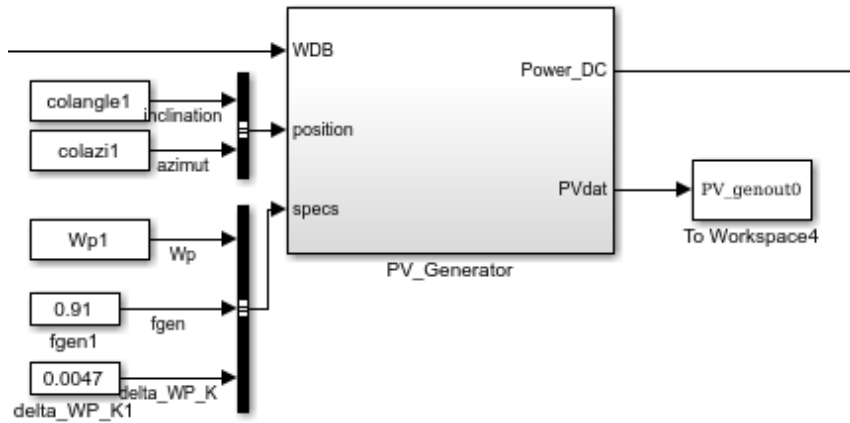 WDB
Power_DC
colangle1
inclination
position
colazi1
azimut
PVdat
PV_genout0
specs
To Workspace4
Wp1
Wp
PV_Generator
0.91
fgen
fgen1
0.0047
delta_WP_K
delta_WP_K1